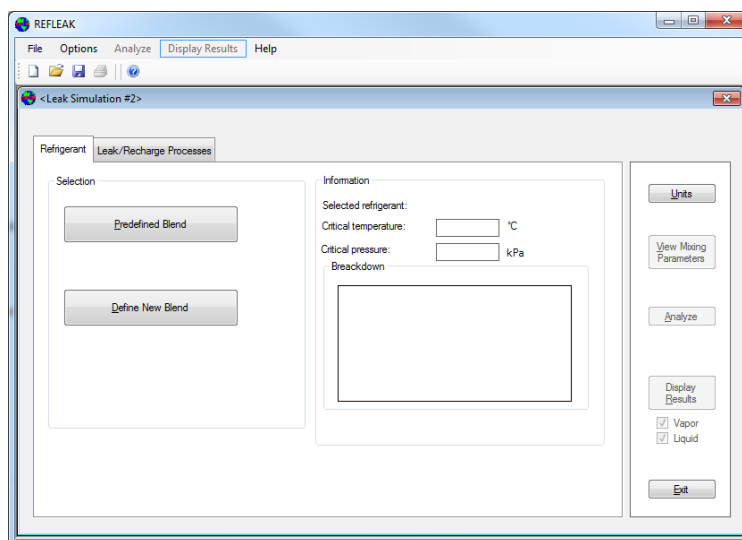 REFLEAK
File Options Analyze Display Results Help
<Leak Simulation #2>
Refrigerant Leak/Recharge Processes
Selection
Predefined Blend
Define New Blend
Information
Selected refrigerant:
Critical temperature: °C
Critical pressure: kPa
Breackdown
Units
View Mixing
Parameters
Analyze
Display
Results
Vapor
Liquid
Exit